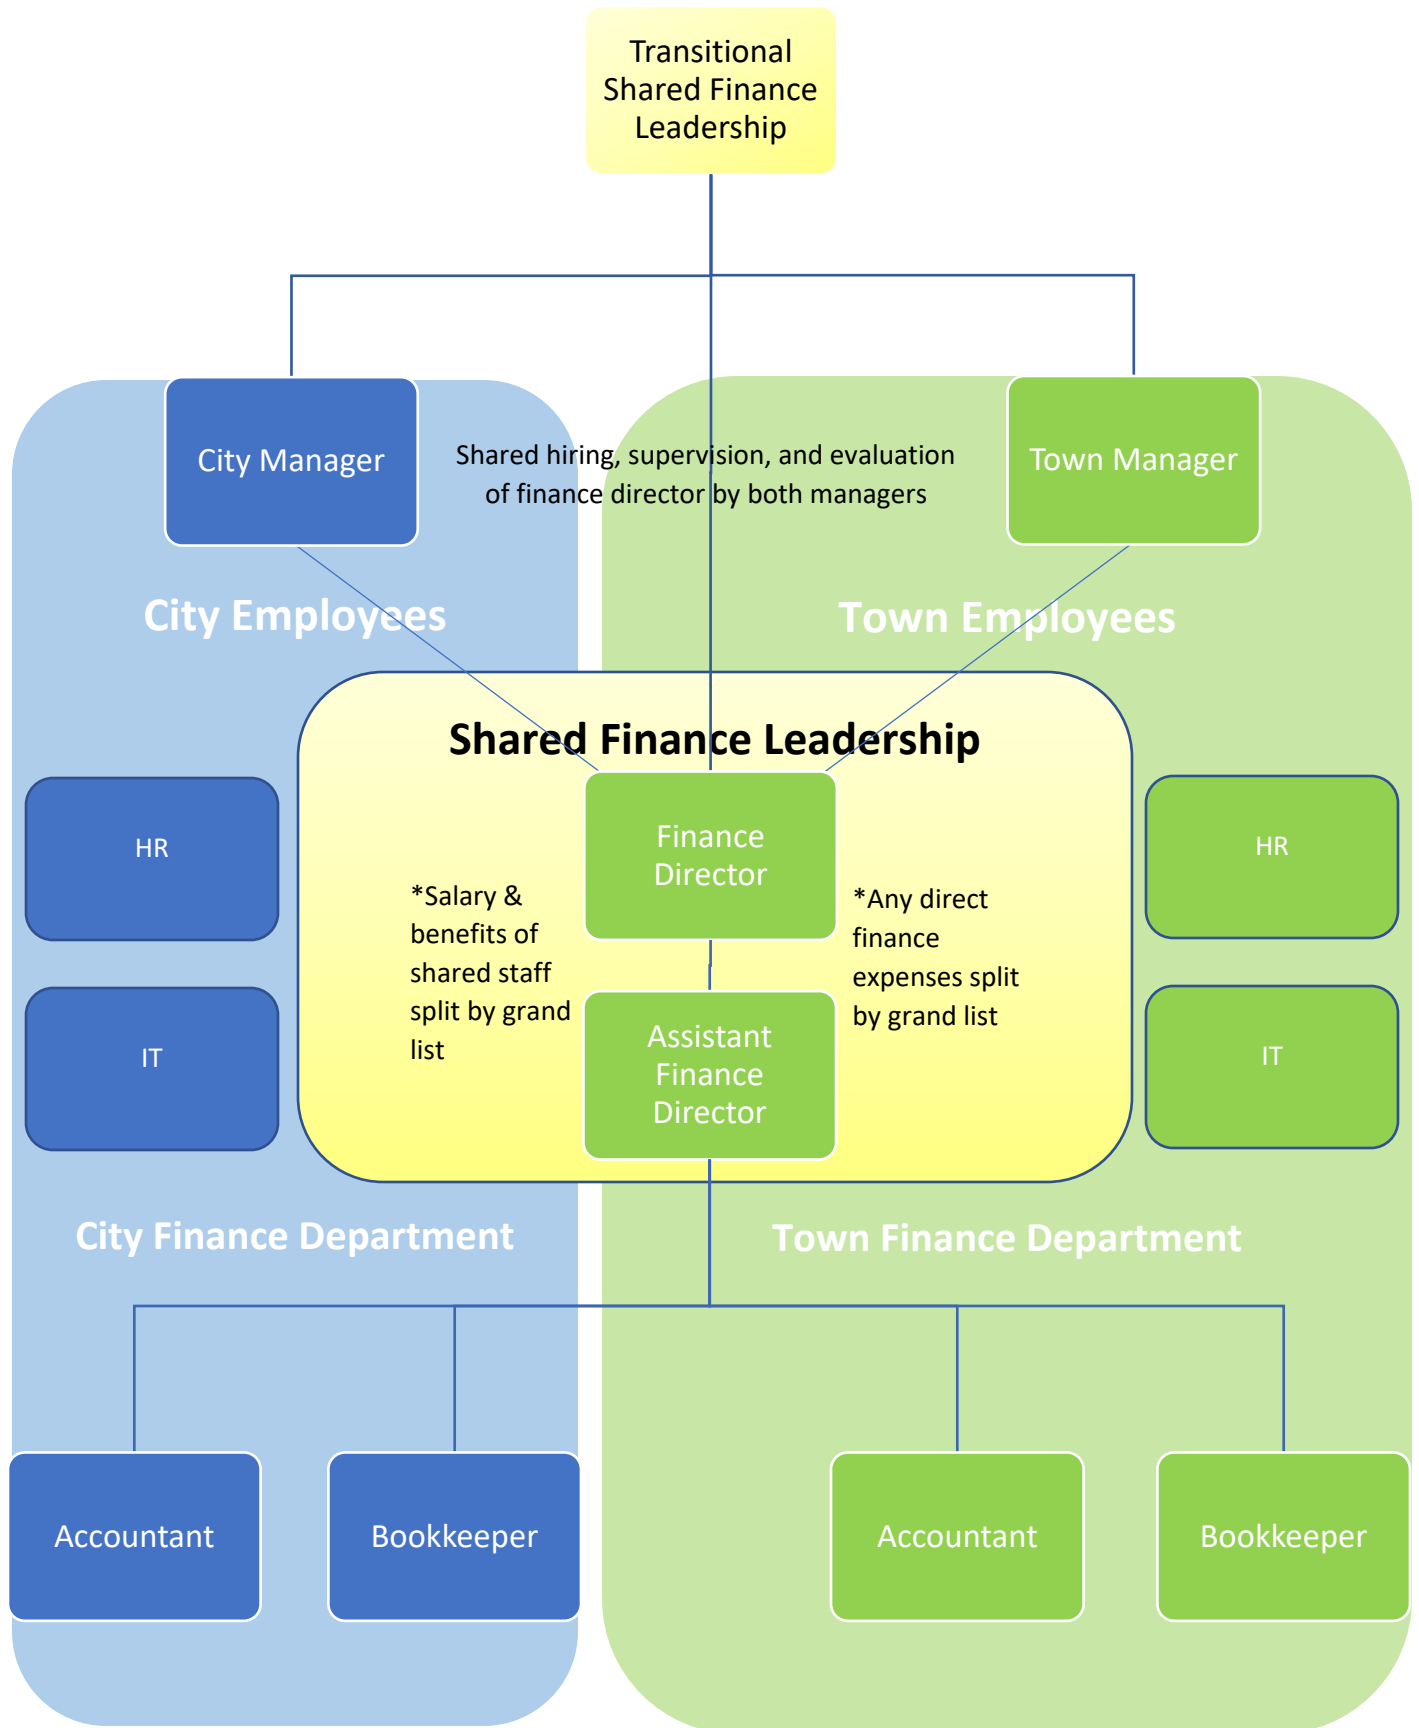 Transitional
Shared Finance
Leadership
City Manager
Shared hiring, supervision, and evaluation
of finance director by both managers
Town Manager
City Employees
Town Employees
Shared Finance Leadership
HR
Finance
Director
HR
*Salary &
benefits of
shared staff
split by grand
list
*Any direct
finance
expenses split
by grand list
IT
Assistant
Finance
Director
IT
City Finance Department
Town Finance Department
Accountant
Bookkeeper
Accountant
Bookkeeper